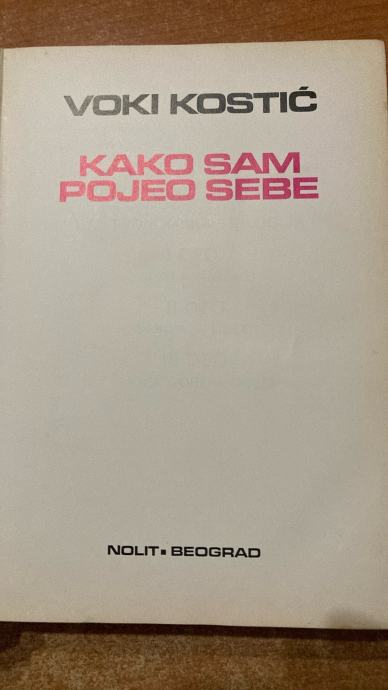 VOKI KOSTIĆ
KAKO SAM
POJEO SEBE
NOLIT▪BEOGRAD